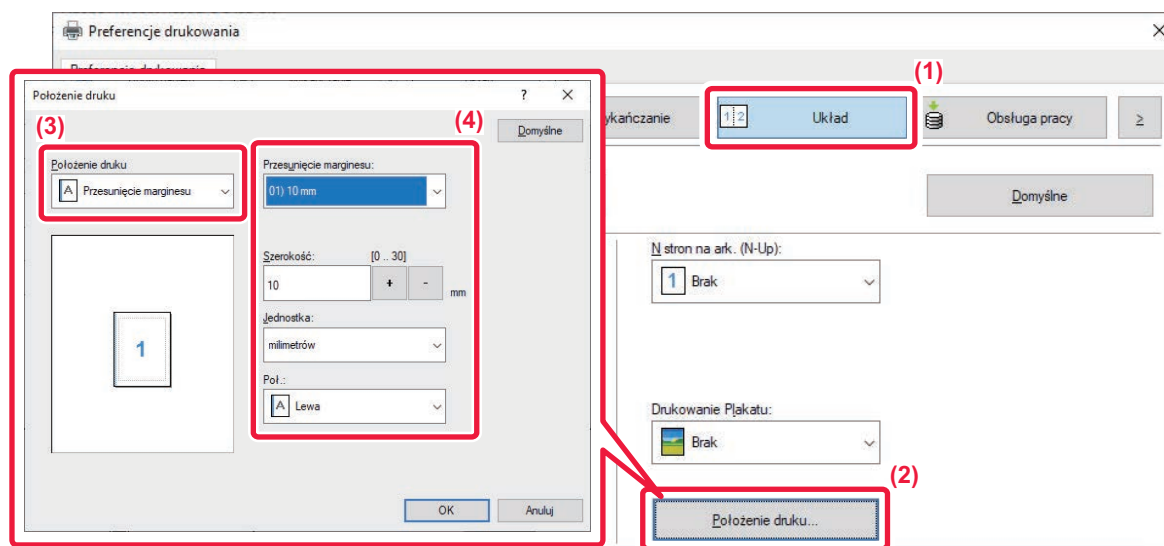 Preferencje drukowania
Preferencje drukowania
(1)
ykańczanie
1 2
Układ
Obsługa pracy
≥
Domyślne
Położenie druku
?
(3)
(4)
Domyślne
Położenie druku
A Przesunięcie marginesu
Przesunięcie marginesu:
01) 10 mm
Szerokość: [0 .. 30]
10 + - mm
Jednostka:
milimetrów
Poł.:
A Lewa
1
OK
Anuluj
N stron na ark. (N-Up):
1 Brak
Drukowanie Plakatu:
Brak
(2)
Położenie druku...